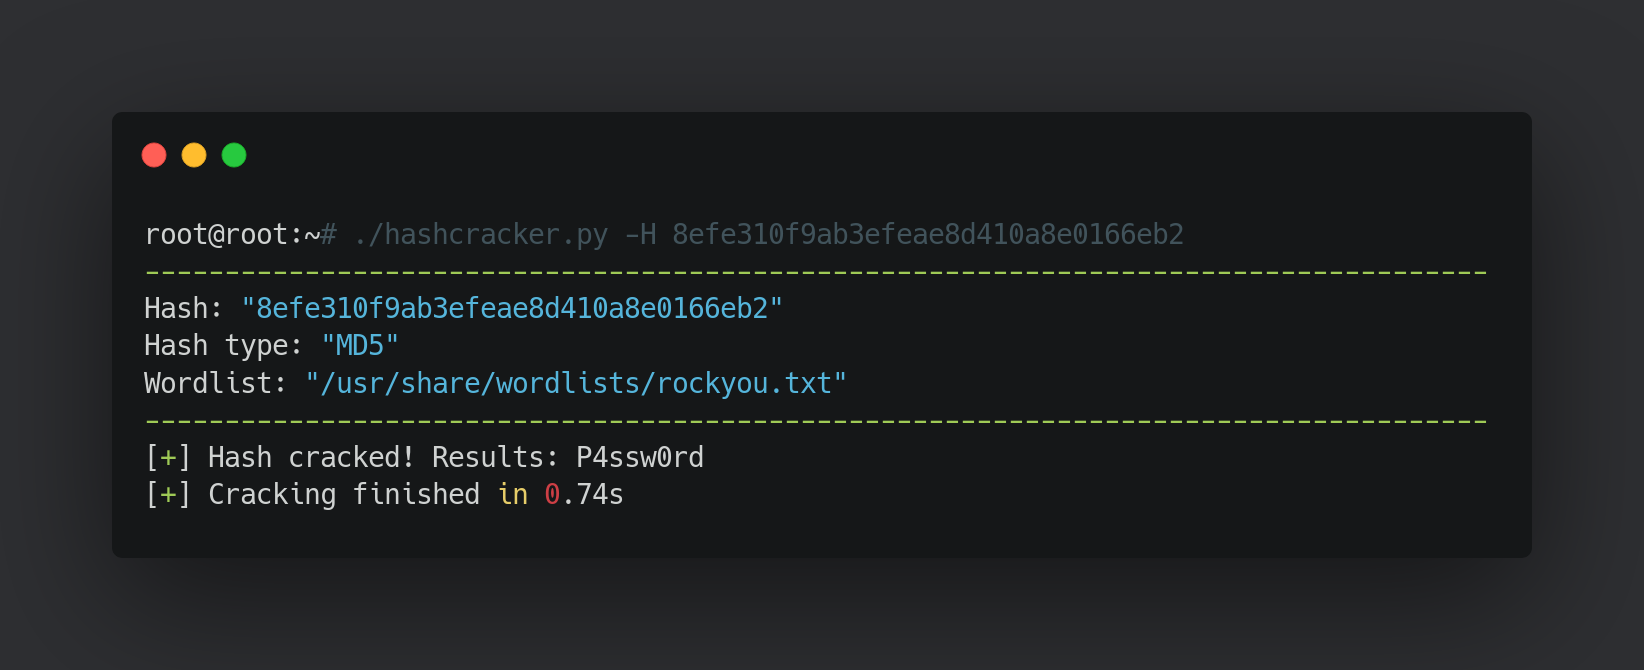 root@root:~# ./hashcracker.py -H 8efe310f9ab3efeae8d410a8e0166eb2
------------------------------------------------------------------------------------
Hash: "8efe310f9ab3efeae8d410a8e0166eb2"
Hash type: "MD5"
Wordlist: "/usr/share/wordlists/rockyou.txt"
------------------------------------------------------------------------------------
[+] Hash cracked! Results: P4ssw0rd
[+] Cracking finished in 0.74s